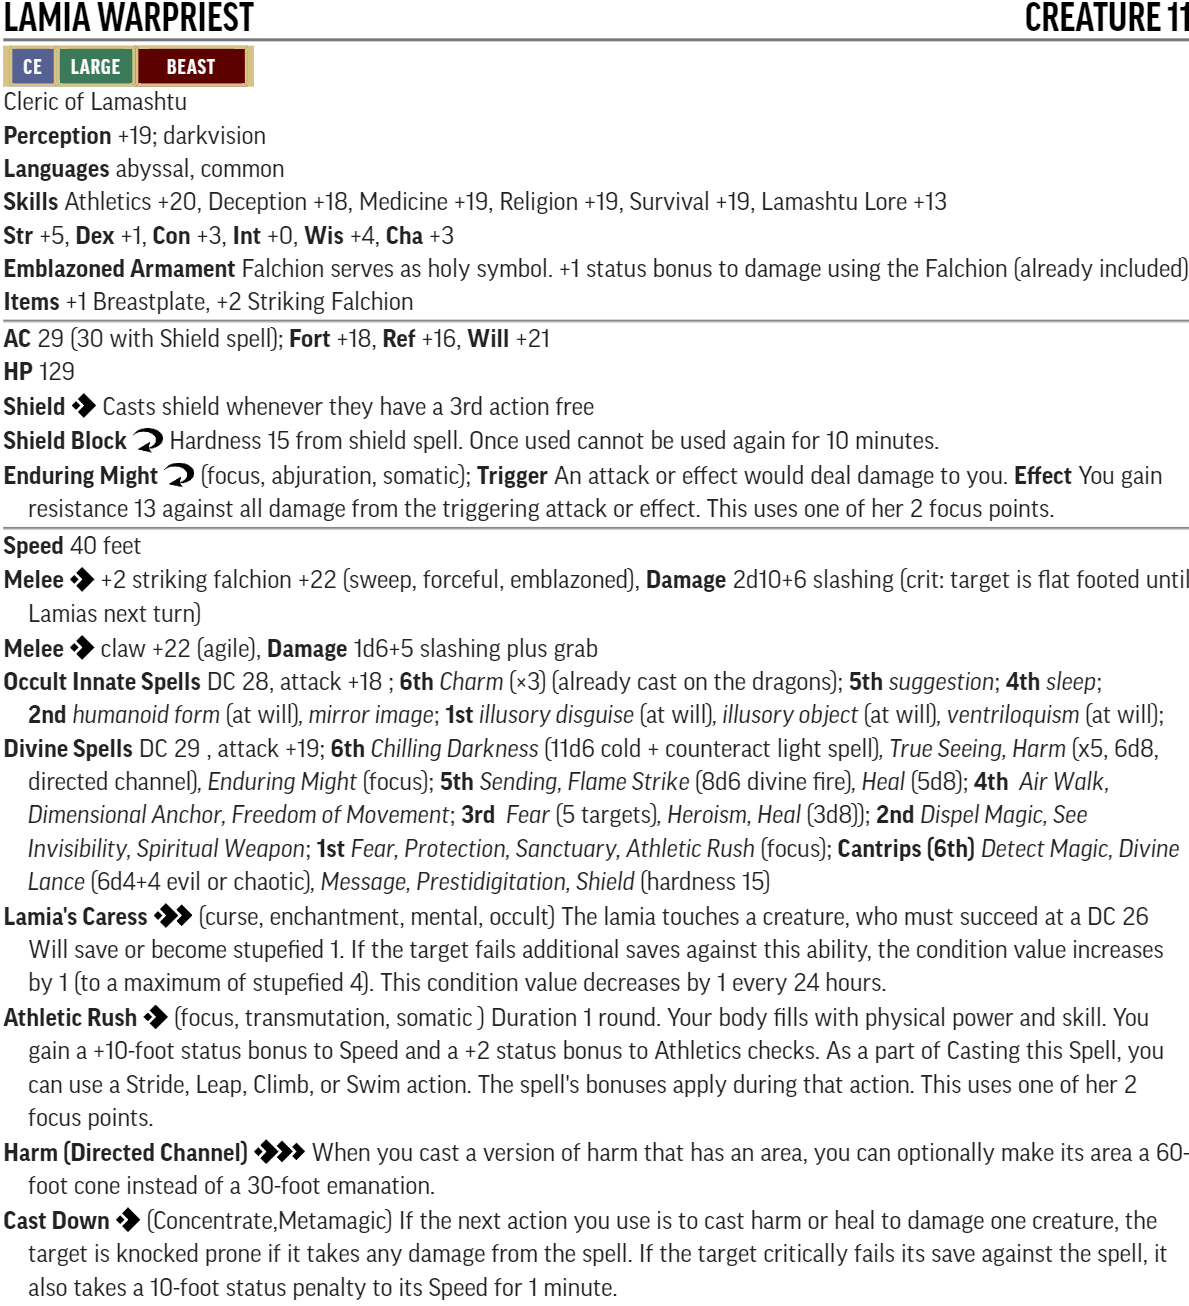 LAMIA WARPRIEST CREATURE 11
CE LARGE BEAST
Cleric of Lamashtu
Perception +19; darkvision
Languages abyssal, common
Skills Athletics +20, Deception +18, Medicine +19, Religion +19, Survival +19, Lamashtu Lore +13
Str +5, Dex +1, Con +3, Int +0, Wis +4, Cha +3
Emblazoned Armament Falchion serves as holy symbol. +1 status bonus to damage using the Falchion (already included)
Items +1 Breastplate, +2 Striking Falchion
AC 29 (30 with Shield spell); Fort +18, Ref +16, Will +21
HP 129
Shield Casts shield whenever they have a 3rd action free
Shield Block Hardness 15 from shield spell. Once used cannot be used again for 10 minutes.
Enduring Might (focus, abjuration, somatic); Trigger An attack or effect would deal damage to you. Effect You gain
resistance 13 against all damage from the triggering attack or effect. This uses one of her 2 focus points.
Speed 40 feet
Melee +2 striking falchion +22 (sweep, forceful, emblazoned), Damage 2d10+6 slashing (crit: target is flat footed until
Lamias next turn)
Melee claw +22 (agile), Damage 1d6+5 slashing plus grab
Occult Innate Spells DC 28, attack +18 ; 6th Charm (×3) (already cast on the dragons); 5th suggestion; 4th sleep;
2nd humanoid form (at will), mirror image; 1st illusory disguise (at will), illusory object (at will), ventriloquism (at will);
Divine Spells DC 29 , attack +19; 6th Chilling Darkness (11d6 cold + counteract light spell), True Seeing, Harm (x5, 6d8,
directed channel), Enduring Might (focus); 5th Sending, Flame Strike (8d6 divine fire), Heal (5d8); 4th Air Walk,
Dimensional Anchor, Freedom of Movement; 3rd Fear (5 targets), Heroism, Heal (3d8)); 2nd Dispel Magic, See
Invisibility, Spiritual Weapon; 1st Fear, Protection, Sanctuary, Athletic Rush (focus); Cantrips (6th) Detect Magic, Divine
Lance (6d4+4 evil or chaotic), Message, Prestidigitation, Shield (hardness 15)
Lamia's Caress (curse, enchantment, mental, occult) The lamia touches a creature, who must succeed at a DC 26
Will save or become stupefied 1. If the target fails additional saves against this ability, the condition value increases
by 1 (to a maximum of stupefied 4). This condition value decreases by 1 every 24 hours.
Athletic Rush (focus, transmutation, somatic ) Duration 1 round. Your body fills with physical power and skill. You
gain a +10-foot status bonus to Speed and a +2 status bonus to Athletics checks. As a part of Casting this Spell, you
can use a Stride, Leap, Climb, or Swim action. The spell's bonuses apply during that action. This uses one of her 2
focus points.
Harm (Directed Channel) When you cast a version of harm that has an area, you can optionally make its area a 60-
foot cone instead of a 30-foot emanation.
Cast Down (Concentrate,Metamagic) If the next action you use is to cast harm or heal to damage one creature, the
target is knocked prone if it takes any damage from the spell. If the target critically fails its save against the spell, it
also takes a 10-foot status penalty to its Speed for 1 minute.